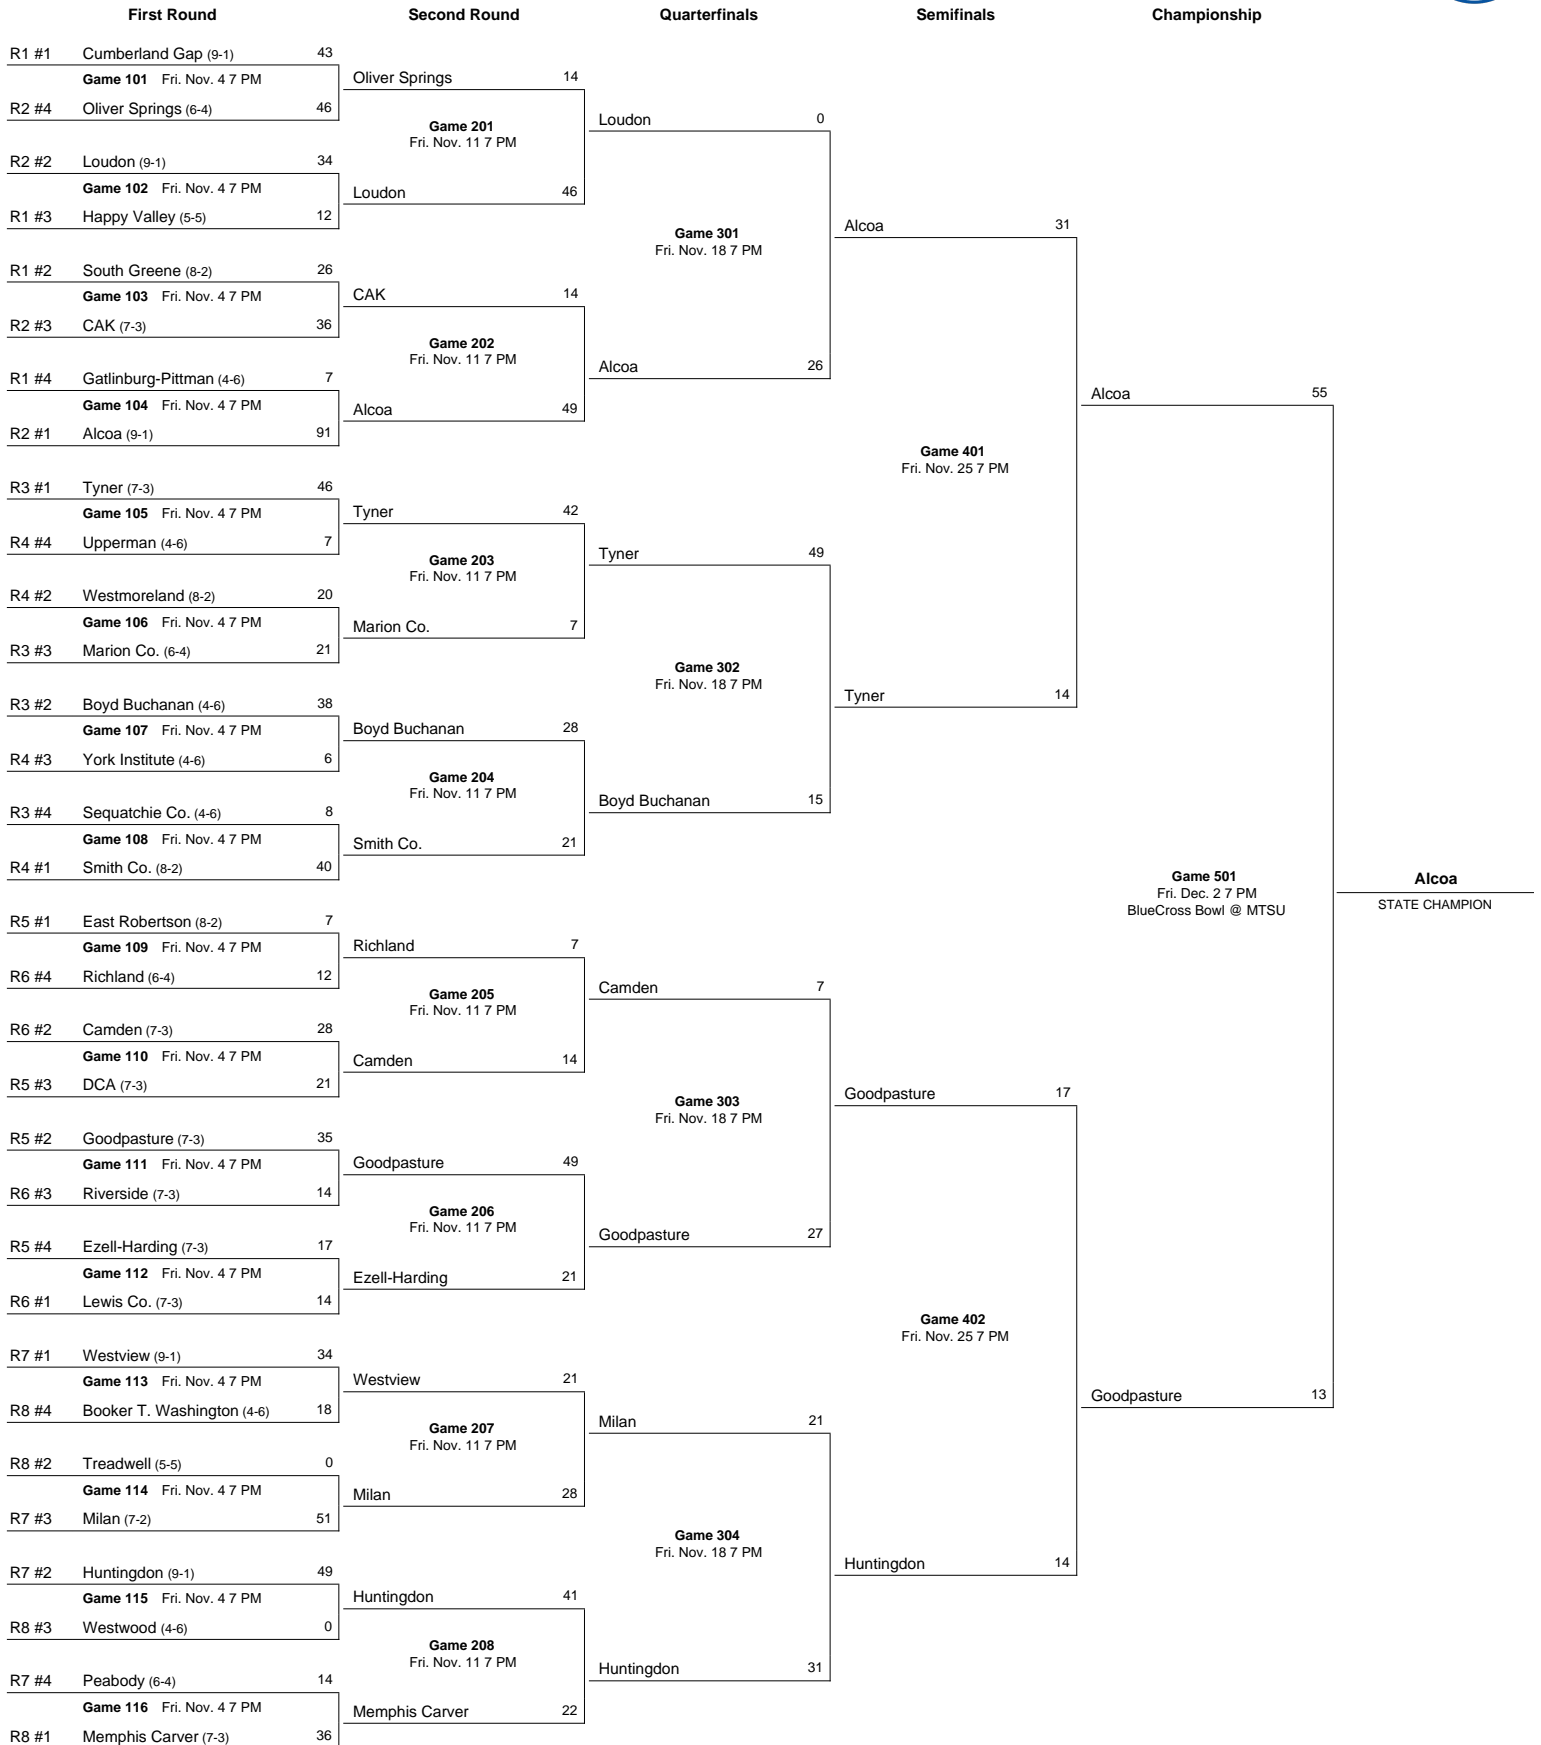 First Round Second Round Quarterfinals Semifinals Championship
R1 #1 Cumberland Gap (9-1) 43
Game 101 Fri. Nov. 4 7 PM
R2 #4 Oliver Springs (6-4) 46
R2 #2 Loudon (9-1) 34
Game 102 Fri. Nov. 4 7 PM
R1 #3 Happy Valley (5-5) 12
R1 #2 South Greene (8-2) 26
Game 103 Fri. Nov. 4 7 PM
R2 #3 CAK (7-3) 36
R1 #4 Gatlinburg-Pittman (4-6) 7
Game 104 Fri. Nov. 4 7 PM
R2 #1 Alcoa (9-1) 91
R3 #1 Tyner (7-3) 46
Game 105 Fri. Nov. 4 7 PM
R4 #4 Upperman (4-6) 7
R4 #2 Westmoreland (8-2) 20
Game 106 Fri. Nov. 4 7 PM
R3 #3 Marion Co. (6-4) 21
R3 #2 Boyd Buchanan (4-6) 38
Game 107 Fri. Nov. 4 7 PM
R4 #3 York Institute (4-6) 6
R3 #4 Sequatchie Co. (4-6) 8
Game 108 Fri. Nov. 4 7 PM
R4 #1 Smith Co. (8-2) 40
R5 #1 East Robertson (8-2) 7
Game 109 Fri. Nov. 4 7 PM
R6 #4 Richland (6-4) 12
R6 #2 Camden (7-3) 28
Game 110 Fri. Nov. 4 7 PM
R5 #3 DCA (7-3) 21
R5 #2 Goodpasture (7-3) 35
Game 111 Fri. Nov. 4 7 PM
R6 #3 Riverside (7-3) 14
R5 #4 Ezell-Harding (7-3) 17
Game 112 Fri. Nov. 4 7 PM
R6 #1 Lewis Co. (7-3) 14
R7 #1 Westview (9-1) 34
Game 113 Fri. Nov. 4 7 PM
R8 #4 Booker T. Washington (4-6) 18
R8 #2 Treadwell (5-5) 0
Game 114 Fri. Nov. 4 7 PM
R7 #3 Milan (7-2) 51
R7 #2 Huntingdon (9-1) 49
Game 115 Fri. Nov. 4 7 PM
R8 #3 Westwood (4-6) 0
R7 #4 Peabody (6-4) 14
Game 116 Fri. Nov. 4 7 PM
R8 #1 Memphis Carver (7-3) 36
Oliver Springs 14
Game 201
Fri. Nov. 11 7 PM
Loudon 46
CAK 14
Game 202
Fri. Nov. 11 7 PM
Alcoa 49
Tyner 42
Game 203
Fri. Nov. 11 7 PM
Marion Co. 7
Boyd Buchanan 28
Game 204
Fri. Nov. 11 7 PM
Smith Co. 21
Richland 7
Game 205
Fri. Nov. 11 7 PM
Camden 14
Goodpasture 49
Game 206
Fri. Nov. 11 7 PM
Ezell-Harding 21
Westview 21
Game 207
Fri. Nov. 11 7 PM
Milan 28
Huntingdon 41
Game 208
Fri. Nov. 11 7 PM
Memphis Carver 22
Loudon 0
Game 301
Fri. Nov. 18 7 PM
Alcoa 26
Tyner 49
Game 302
Fri. Nov. 18 7 PM
Boyd Buchanan 15
Camden 7
Game 303
Fri. Nov. 18 7 PM
Goodpasture 27
Milan 21
Game 304
Fri. Nov. 18 7 PM
Huntingdon 31
Alcoa 31
Game 401
Fri. Nov. 25 7 PM
Tyner 14
Goodpasture 17
Game 402
Fri. Nov. 25 7 PM
Huntingdon 14
Alcoa 55
Game 501
Fri. Dec. 2 7 PM
BlueCross Bowl @ MTSU
Goodpasture 13
Alcoa
STATE CHAMPION